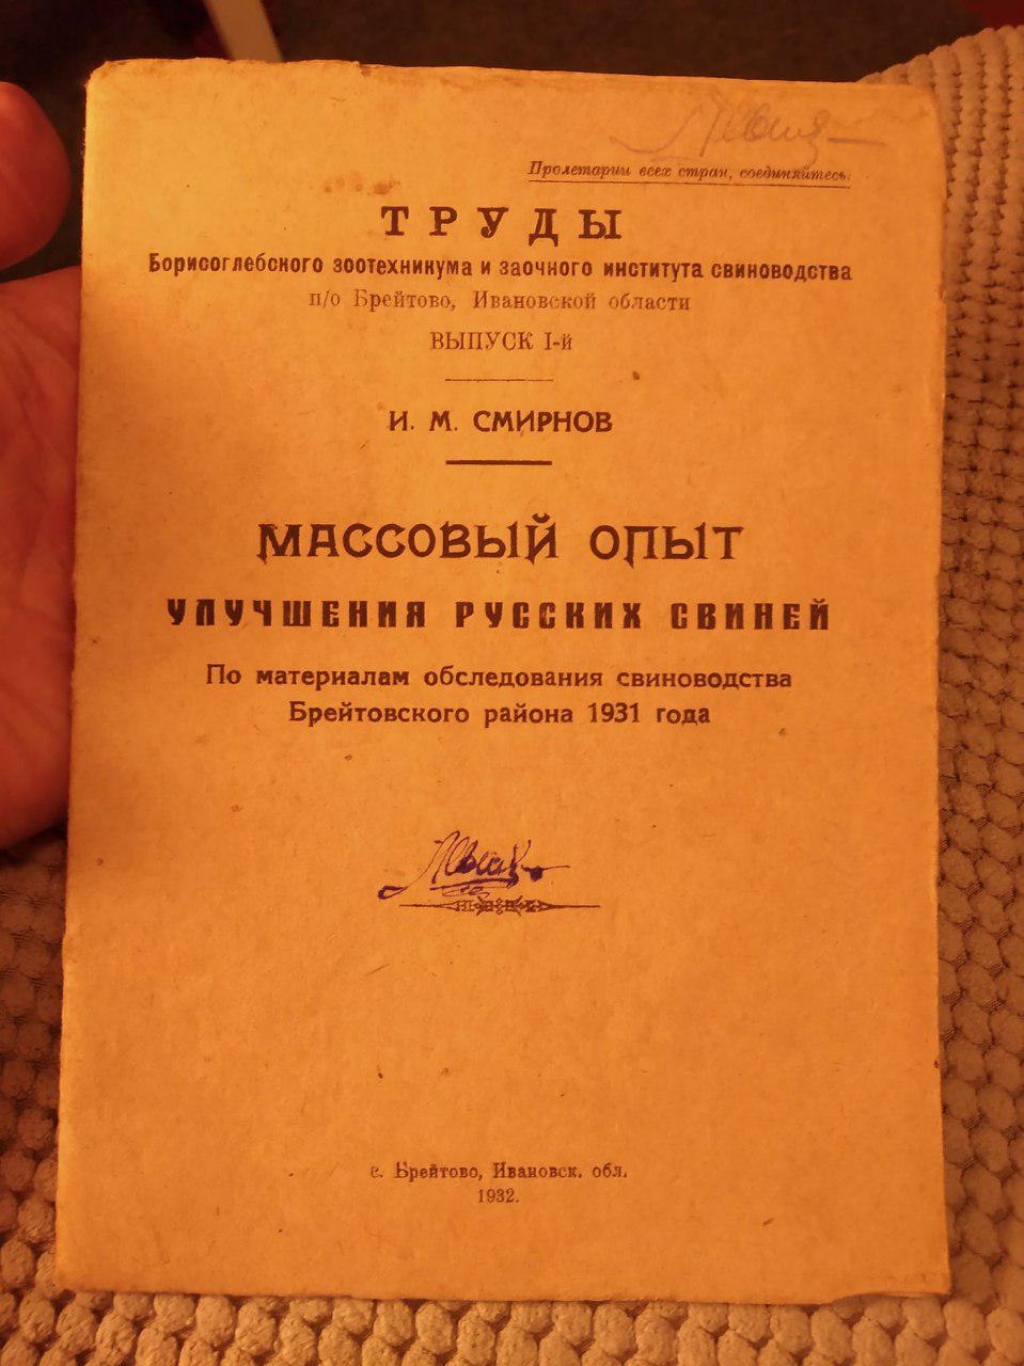 Пролетарии всех стран, соединяйтесь.
ТРУДЫ
Борисоглебского зоотехникума и заочного института свиноводства
п/о Брейтово, Ивановской области
ВЫПУСК I-й
И. М. СМИРНОВ
МАССОВЫЙ ОПЫТ
УЛУЧШЕНИЯ РУССКИХ СВИНЕЙ
По материалам обследования свиноводства
Брейтовского района 1931 года
с. Брейтово, Ивановск. обл.
1932.